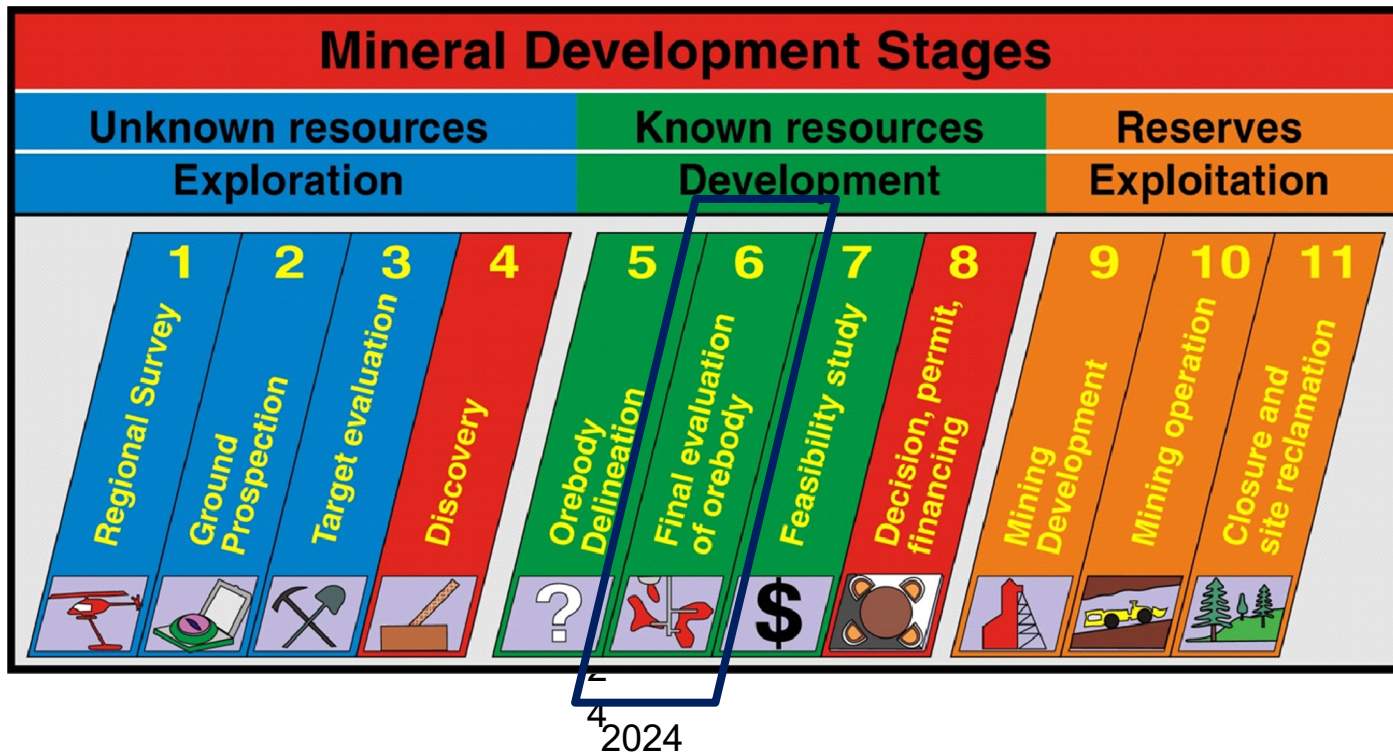 Mineral Development Stages
Unknown resources
Known resources
Reserves
Exploration
Development
Exploitation
1
Regional Survey
2
Ground
Prospection
3
Target evaluation
4
Discovery
5
Orebody
Delineation
?
6
Final evaluation
of orebody
7
Feasibility study
$
8
Decision, permit,
financing
9
Mining
Development
10
Mining operation
11
Closure and
site reclamation
2
4
2024